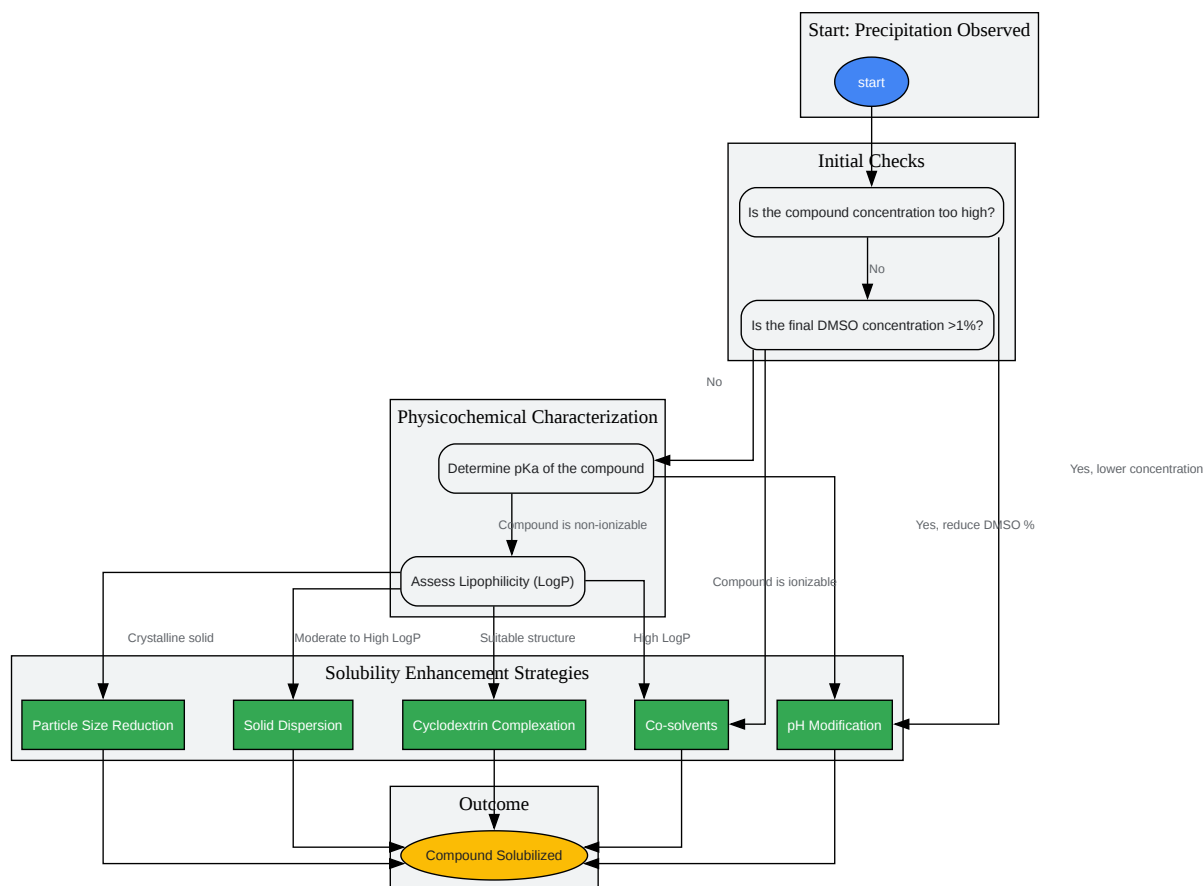 Start: Precipitation Observed
start
Initial Checks
Is the compound concentration too high?
No
Is the final DMSO concentration >1%?
No
Physicochemical Characterization
Determine pKa of the compound
Yes, lower concentration
Compound is non-ionizable
Yes, reduce DMSO %
Assess Lipophilicity (LogP)
Compound is ionizable
Crystalline solid
Moderate to High LogP
Suitable structure
High LogP
Solubility Enhancement Strategies
Particle Size Reduction
Solid Dispersion
Cyclodextrin Complexation
Co-solvents
pH Modification
Outcome
Compound Solubilized